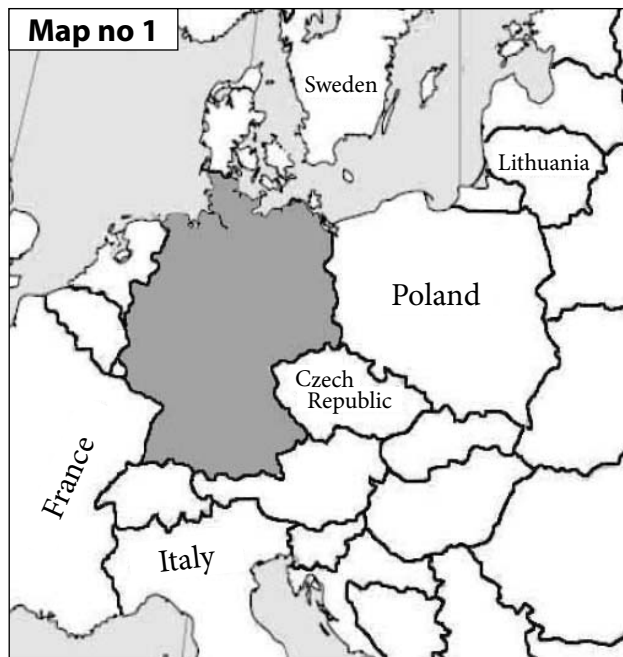 Map no 1
Sweden
Lithuania
Poland
Czech
Republic
France
Italy